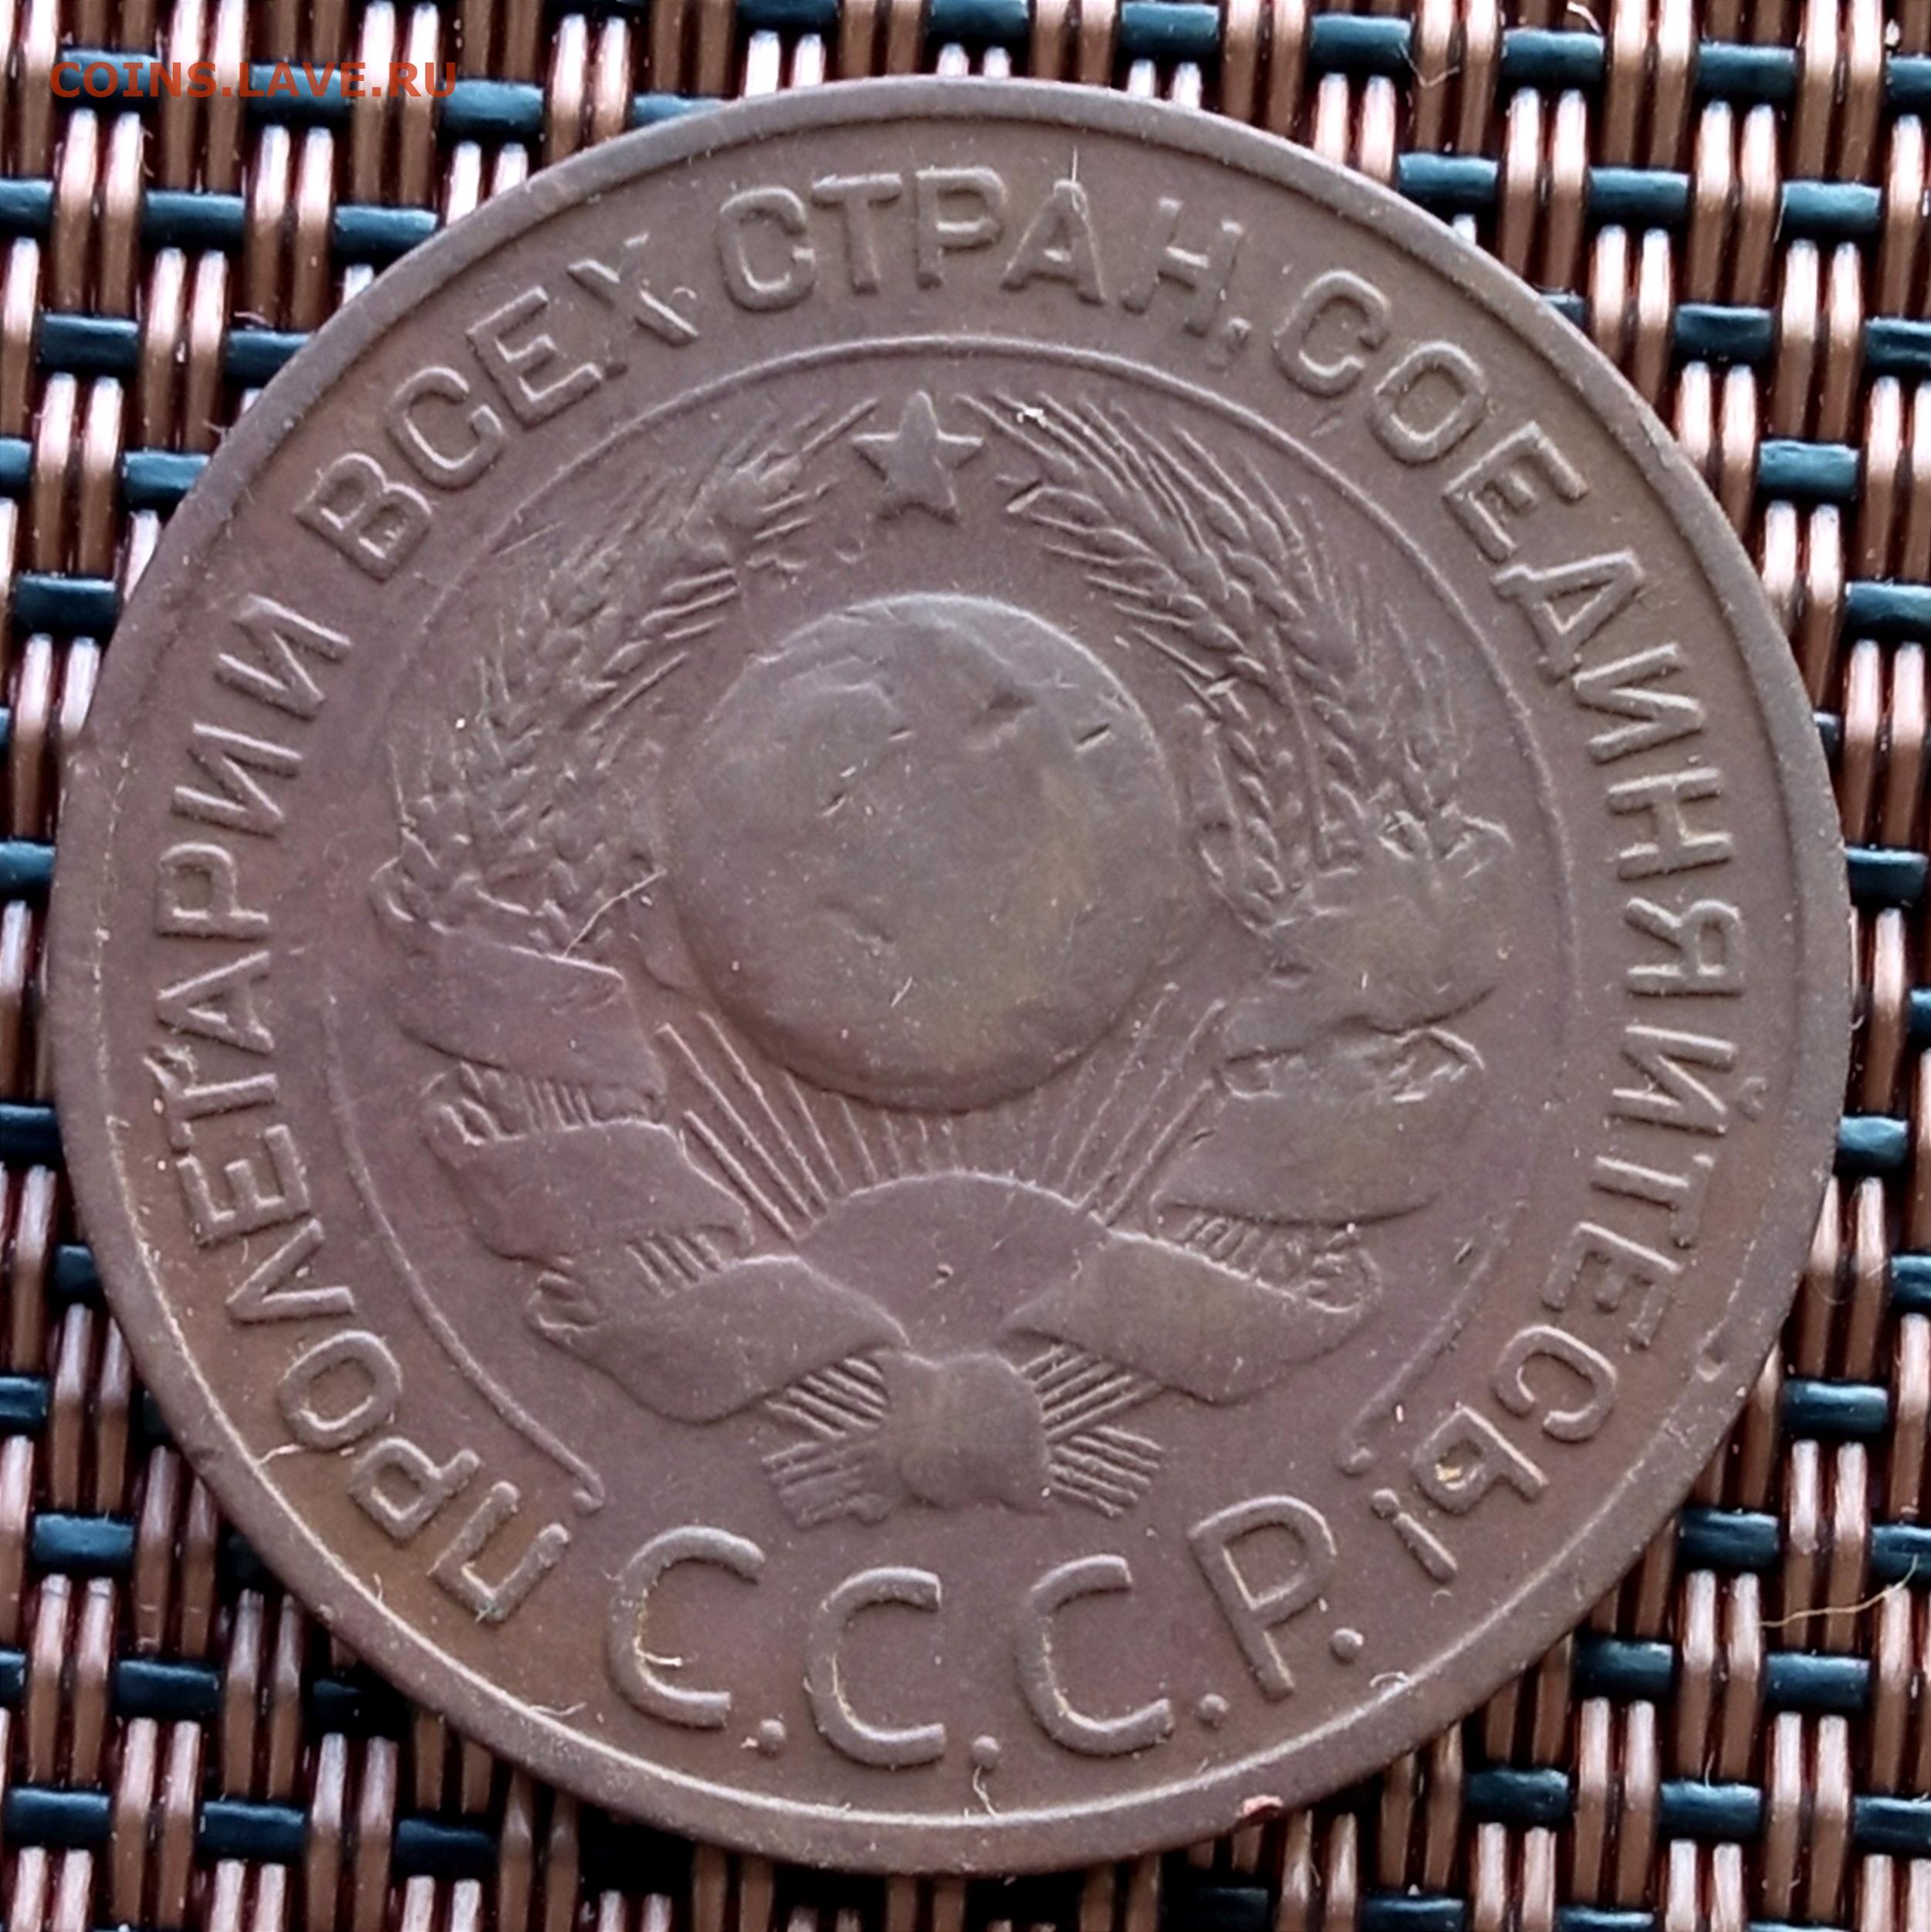 COINS.LAVE.RU
ПРОЛЕТАРИИ ВСЕХ СТРАН, СОЕДИНЯЙТЕСЬ!
С.С.С.Р.